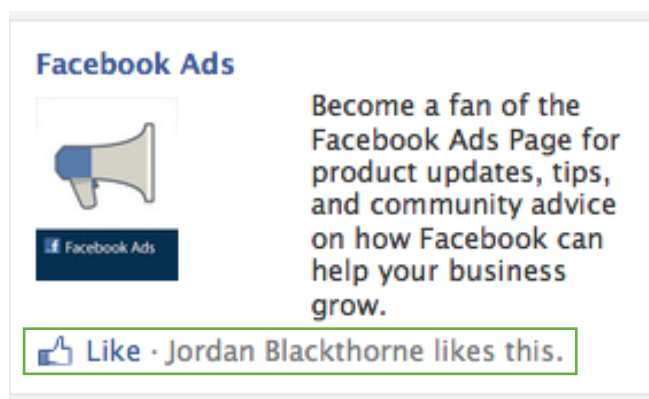 Facebook Ads
Become a fan of the
Facebook Ads Page for
product updates, tips,
and community advice
on how Facebook can
help your business
grow.
f Facebook Ads
Like · Jordan Blackthorne likes this.